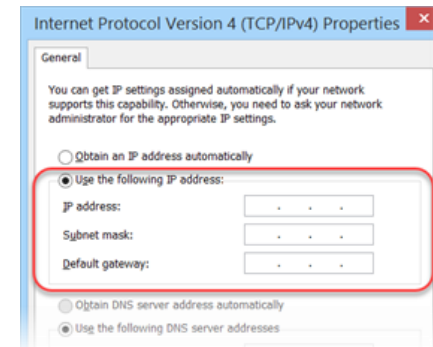 Internet Protocol Version 4 (TCP/IPv4) Properties
General
You can get IP settings assigned automatically if your network
supports this capability. Otherwise, you need to ask your network
administrator for the appropriate IP settings.
Obtain an IP address automatically
Use the following IP address:
IP address:
Subnet mask:
Default gateway:
Obtain DNS server address automatically
Use the following DNS server addresses